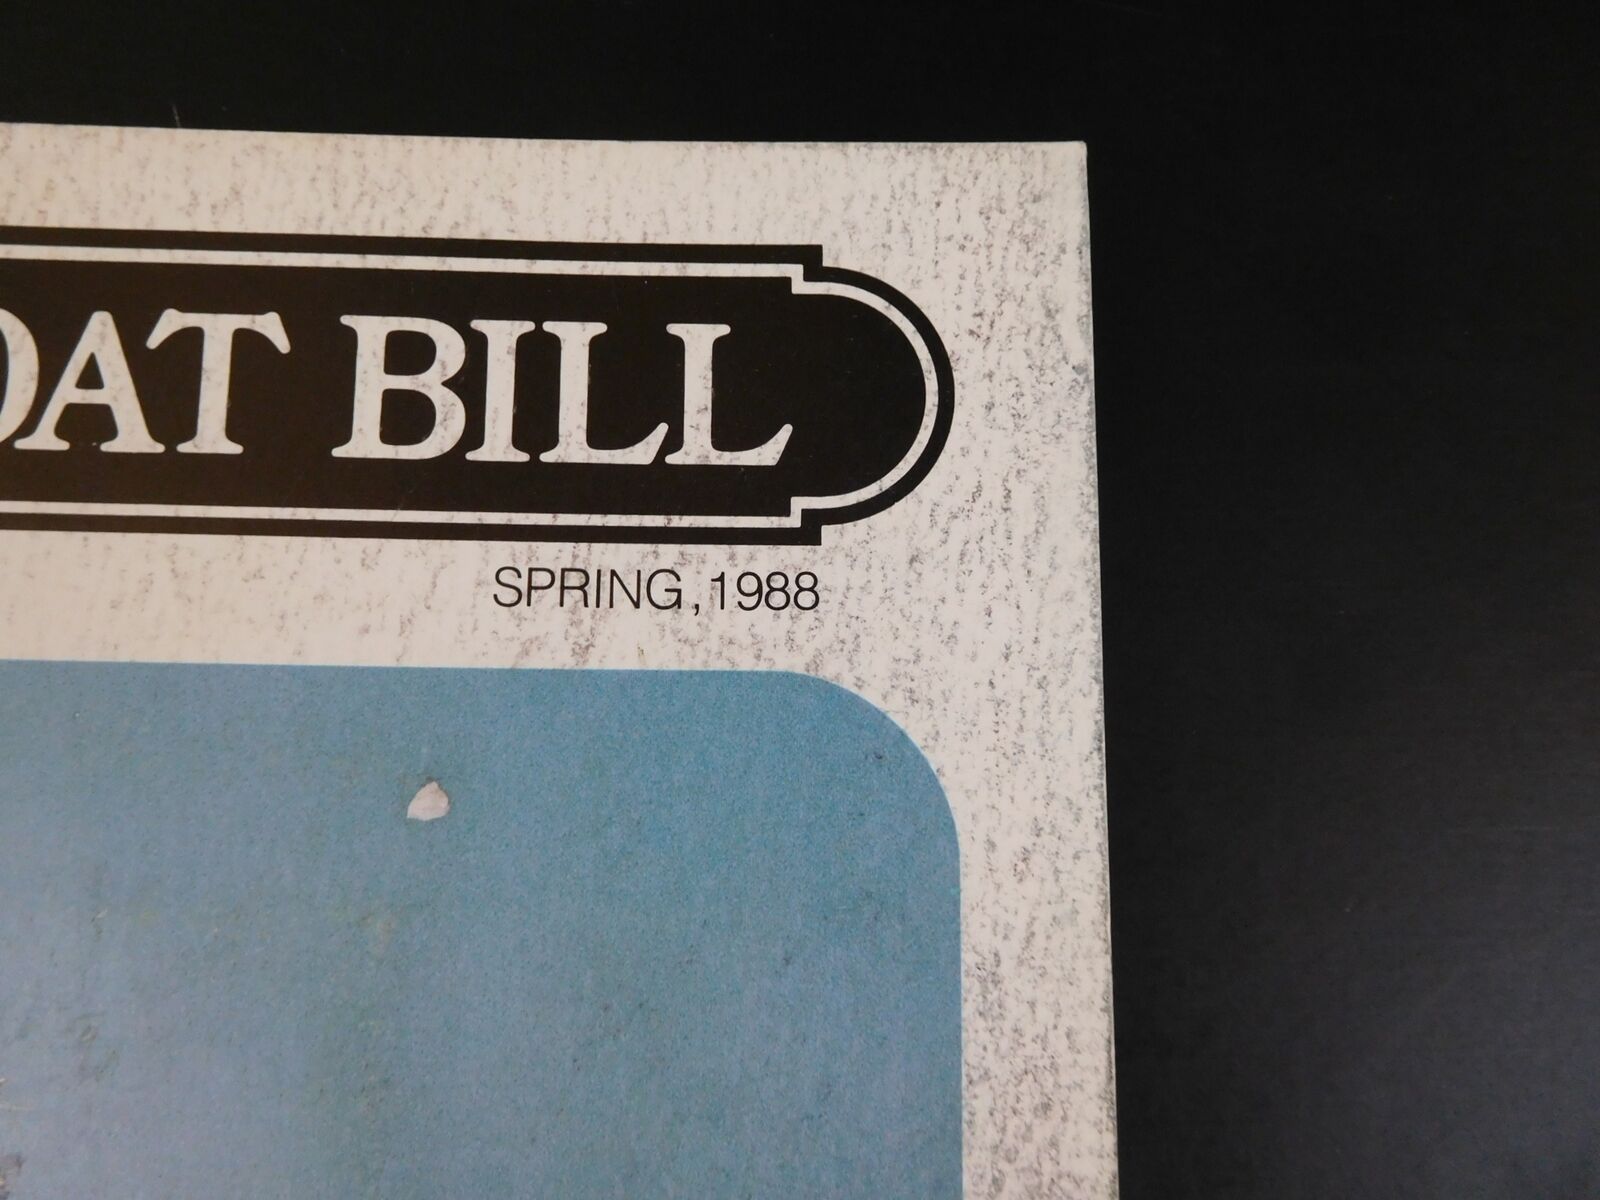 OAT BILL
SPRING, 1988